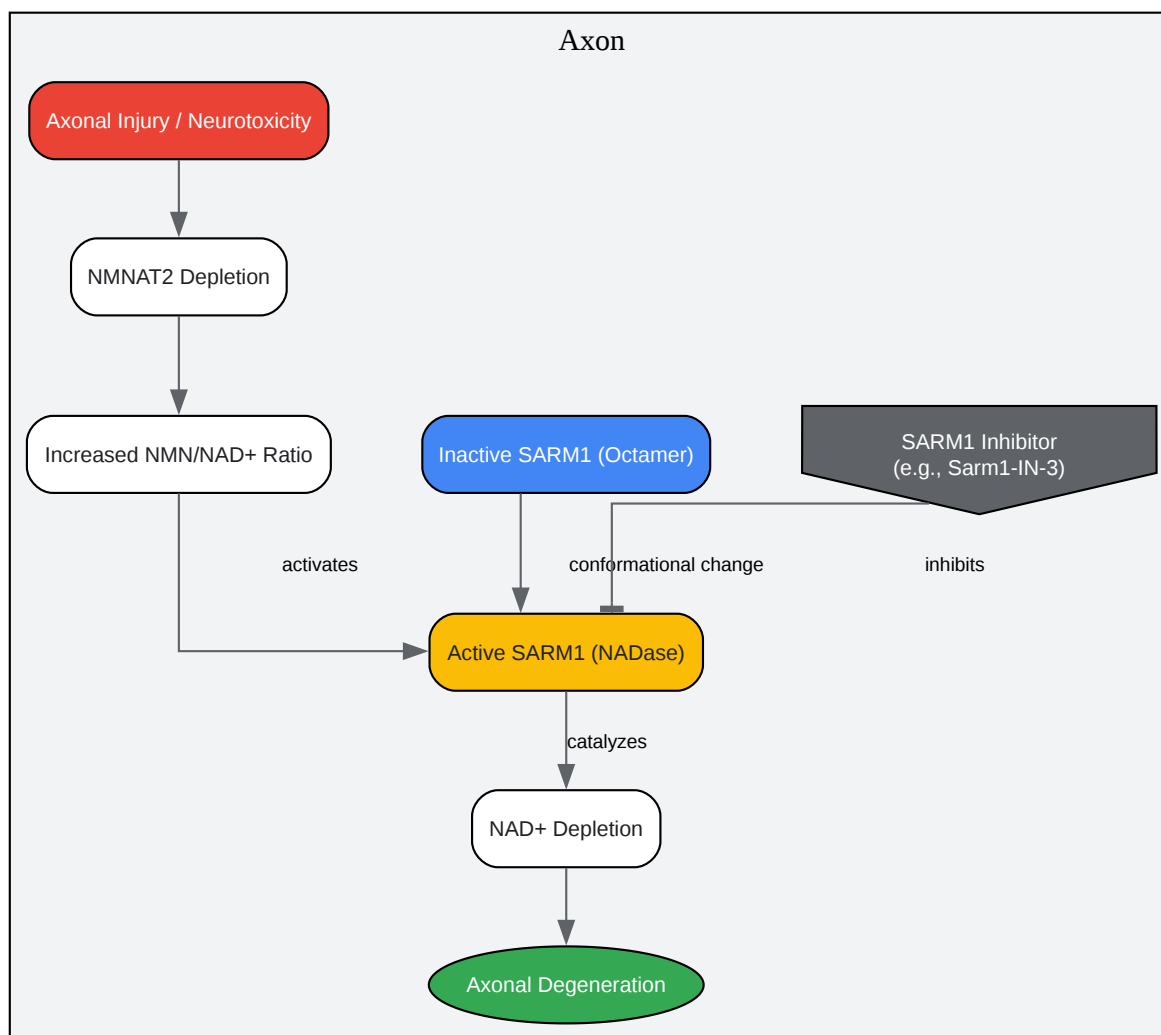 Axon
Axonal Injury / Neurotoxicity
NMNAT2 Depletion
Increased NMN/NAD+ Ratio
Inactive SARM1 (Octamer)
SARM1 Inhibitor
(e.g., Sarm1-IN-3)
activates
conformational change
inhibits
Active SARM1 (NADase)
catalyzes
NAD+ Depletion
Axonal Degeneration